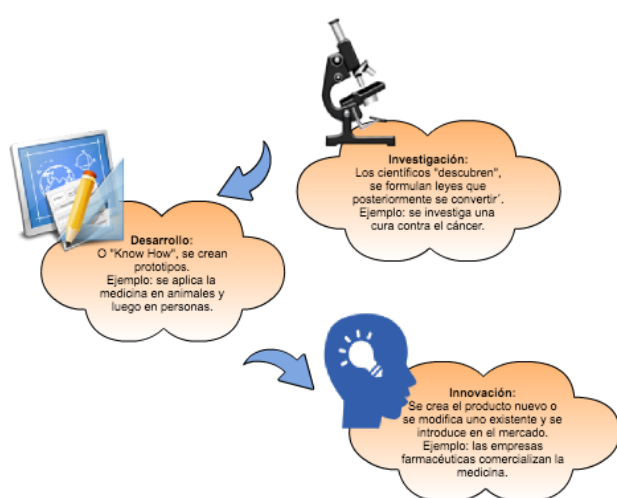 Investigación:
Los científicos "descubren",
se formulan leyes que
posteriormente se convertir´.
Ejemplo: se investiga una
cura contra el cáncer.
Desarrollo:
O "Know How", se crean
prototipos.
Ejemplo: se aplica la
medicina en animales y
luego en personas.
Innovación:
Se crea el producto nuevo o
se modifica uno existente y se
introduce en el mercado.
Ejemplo: las empresas
farmacéuticas comercializan la
medicina.